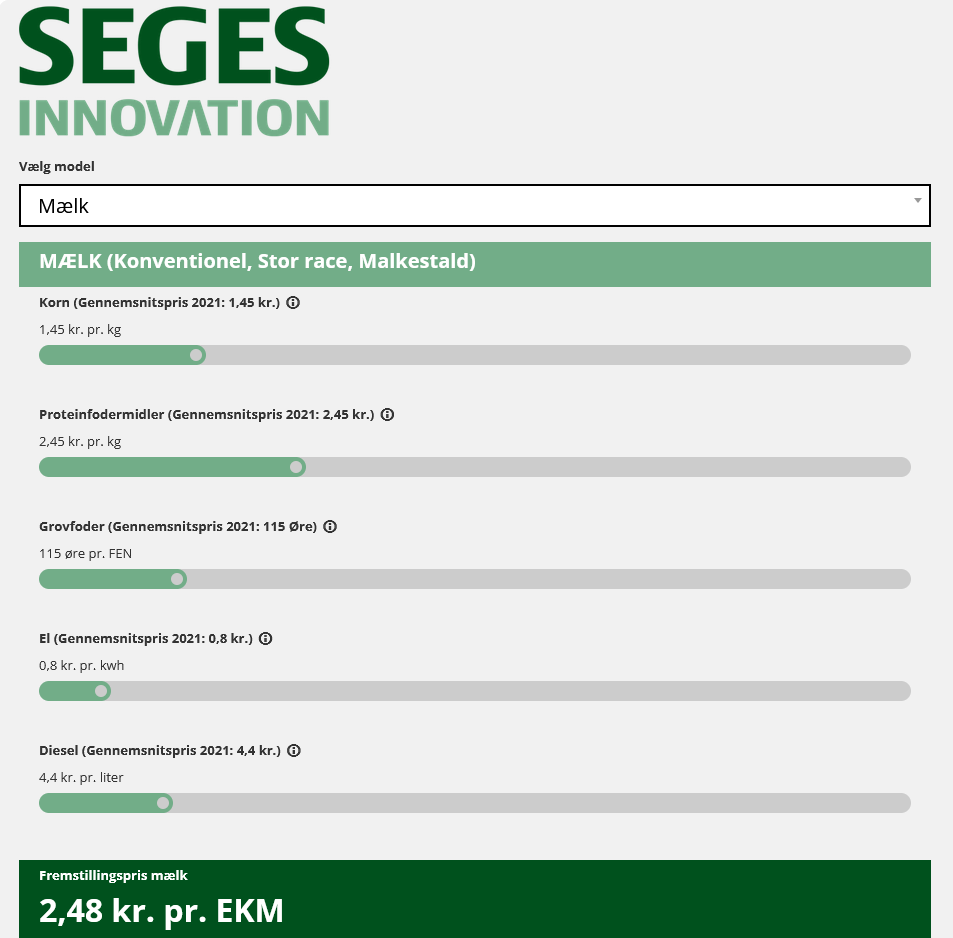 SEGES
INNOVATION
Vælg model
Mælk
MÆLK (Konventionel, Stor race, Malkestald)
Korn (Gennemsnitspris 2021: 1,45 kr.)
1,45 kr. pr. kg
Proteinfodermidler (Gennemsnitspris 2021: 2,45 kr.)
2,45 kr. pr. kg
Grovfoder (Gennemsnitspris 2021: 115 Øre)
115 øre pr. FEN
El (Gennemsnitspris 2021: 0,8 kr.)
0,8 kr. pr. kwh
Diesel (Gennemsnitspris 2021: 4,4 kr.)
4,4 kr. pr. liter
Fremstillingspris mælk
2,48 kr. pr. EKM